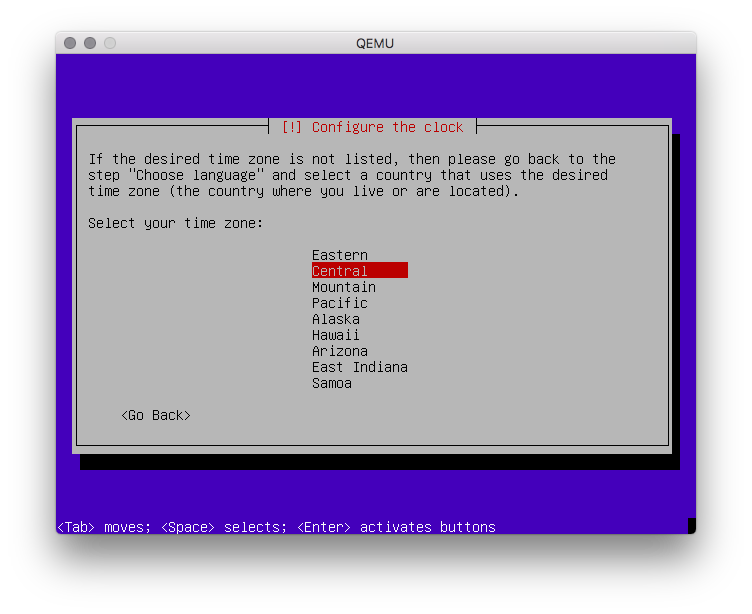 QEMU
[!] Configure the clock
If the desired time zone is not listed, then please go back to the
step "Choose language" and select a country that uses the desired
time zone (the country where you live or are located).
Select your time zone:
Eastern
Central
Mountain
Pacific
Alaska
Hawaii
Arizona
East Indiana
Samoa
<Go Back>
<Tab> moves; <Space> selects; <Enter> activates buttons